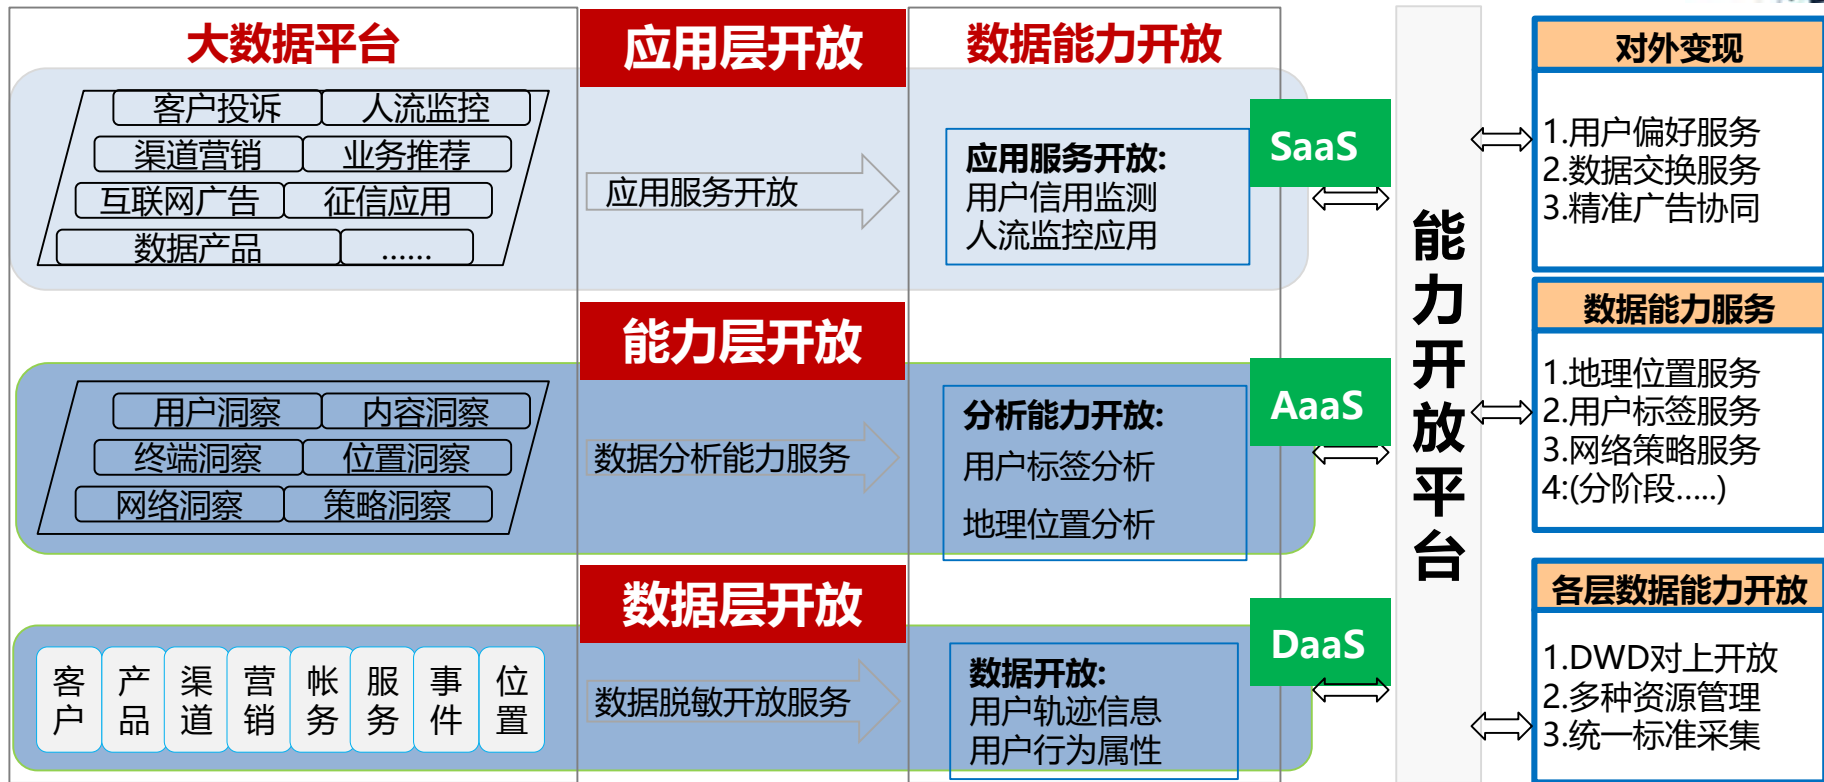 大数据平台
应用层开放
数据能力开放
客户投诉
人流监控
渠道营销
业务推荐
互联网广告
征信应用
数据产品
......
应用服务开放
应用服务开放:
用户信用监测
人流监控应用
SaaS
能力层开放
用户洞察
内容洞察
终端洞察
位置洞察
网络洞察
策略洞察
数据分析能力服务
分析能力开放:
用户标签分析
地理位置分析
AaaS
数据层开放
客户
产品
渠道
营销
帐务
服务
事件
位置
数据脱敏开放服务
数据开放:
用户轨迹信息
用户行为属性
DaaS
能力开放平台
对外变现
1.用户偏好服务
2.数据交换服务
3.精准广告协同
数据能力服务
1.地理位置服务
2.用户标签服务
3.网络策略服务
4:(分阶段.....)
各层数据能力开放
1.DWD对上开放
2.多种资源管理
3.统一标准采集